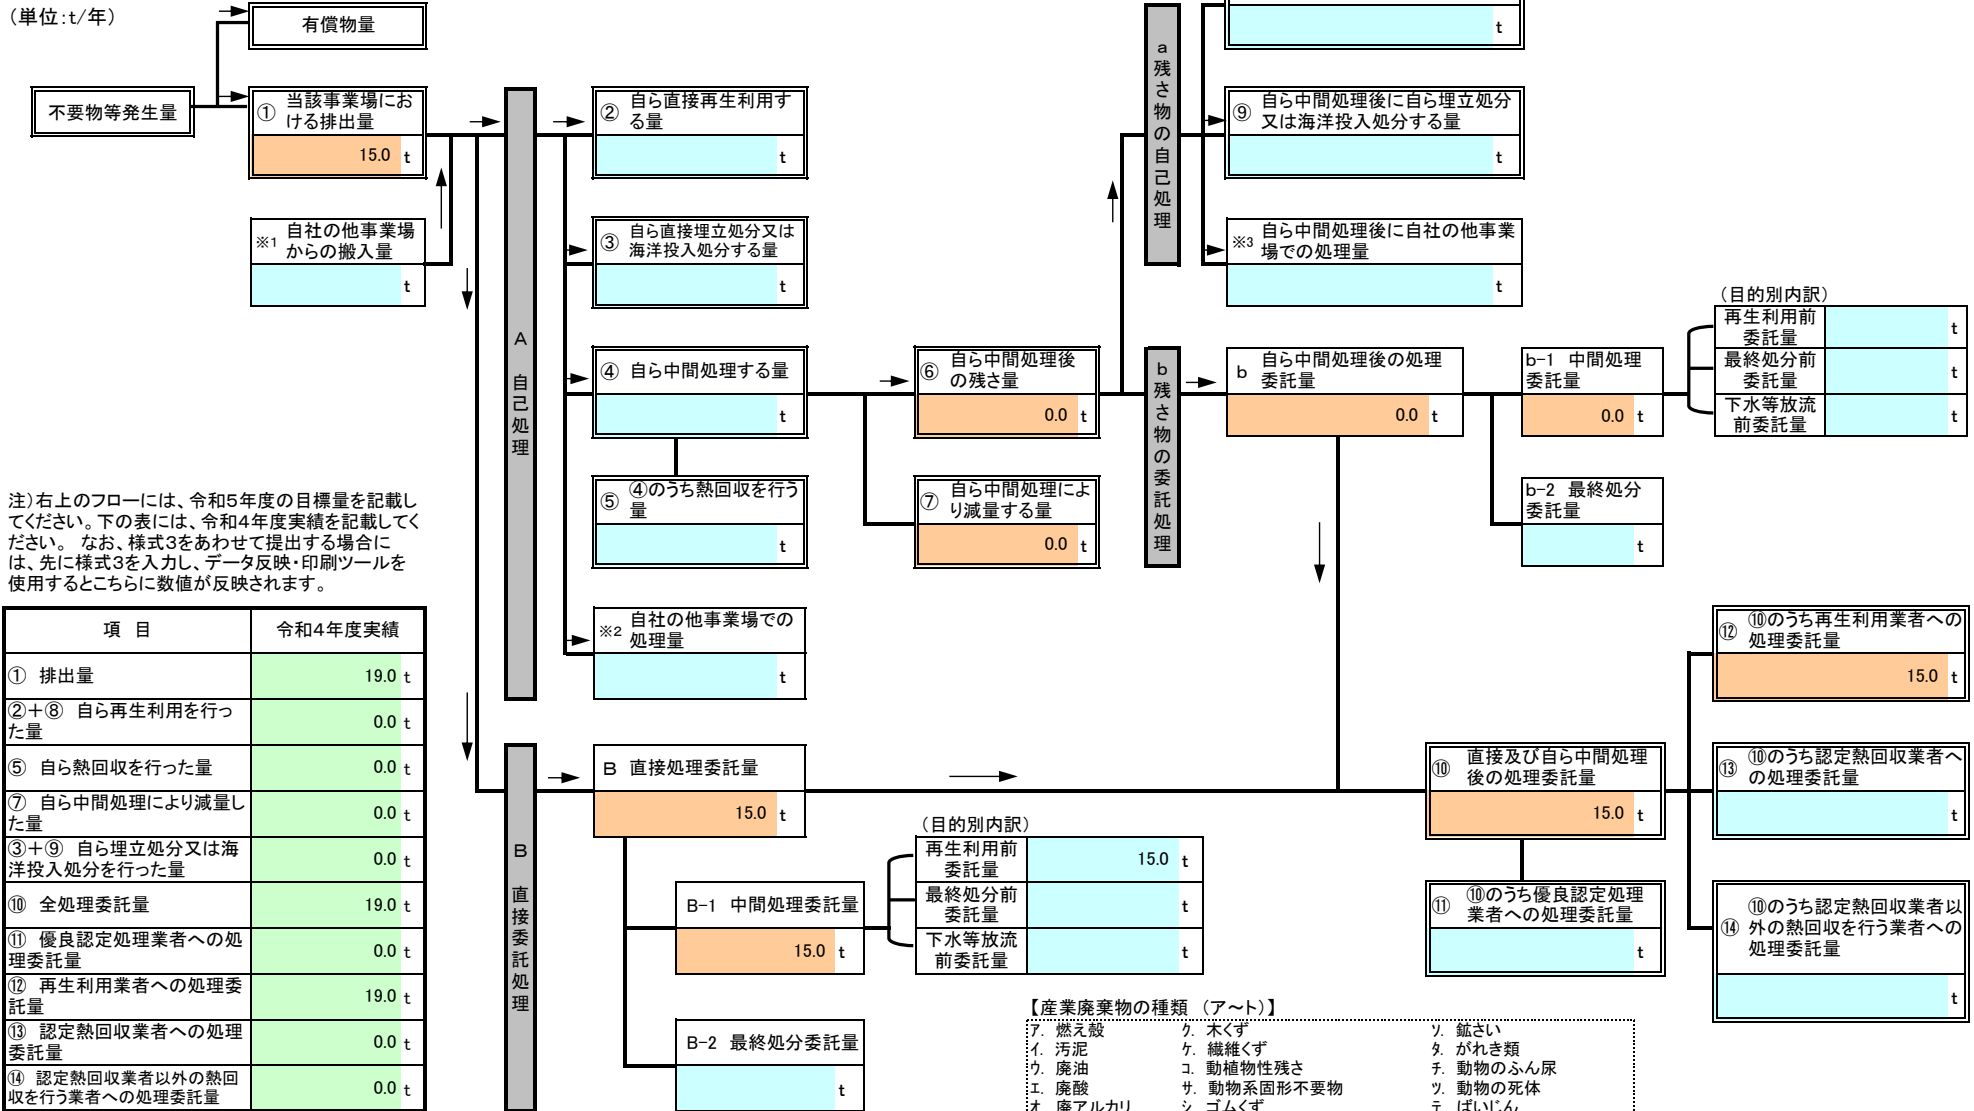 （単位:t/年）
有償物量
不要物等発生量
① 当該事業場にお
ける排出量
15.0 t
※1 自社の他事業場
からの搬入量
t
A 自己処理
② 自ら直接再生利用す
る量
t
③ 自ら直接埋立処分又は
海洋投入処分する量
t
④ 自ら中間処理する量
t
⑤ ④のうち熱回収を行う
量
t
※2 自社の他事業場での
処理量
t
⑥ 自ら中間処理後
の残さ量
0.0 t
⑦ 自ら中間処理によ
り減量する量
0.0 t
a 残さ物の自己処理
t
⑨ 自ら中間処理後に自ら埋立処分
又は海洋投入処分する量
t
※3 自ら中間処理後に自社の他事業
場での処理量
t
b 残さ物の委託処理
b 自ら中間処理後の処理
委託量
0.0 t
b-1 中間処理
委託量
0.0 t
（目的別内訳）
再生利用前
委託量
t
最終処分前
委託量
t
下水等放流
前委託量
t
b-2 最終処分
委託量
t
注）右上のフローには、令和5年度の目標量を記載し
てください。下の表には、令和4年度実績を記載してく
ださい。 なお、様式3をあわせて提出する場合に
は、先に様式3を入力し、データ反映・印刷ツールを
使用するとこちらに数値が反映されます。
項 目 令和4年度実績
① 排出量 19.0 t
②＋⑧ 自ら再生利用を行っ
た量 0.0 t
⑤ 自ら熱回収を行った量 0.0 t
⑦ 自ら中間処理により減量し
た量 0.0 t
③＋⑨ 自ら埋立処分又は海
洋投入処分を行った量 0.0 t
⑩ 全処理委託量 19.0 t
⑪ 優良認定処理業者への処
理委託量 0.0 t
⑫ 再生利用業者への処理委
託量 19.0 t
⑬ 認定熱回収業者への処理
委託量 0.0 t
⑭ 認定熱回収業者以外の熱回
収を行う業者への処理委託量 0.0 t
B 直接委託処理
B 直接処理委託量
15.0 t
B-1 中間処理委託量
15.0 t
（目的別内訳）
再生利用前
委託量
15.0 t
最終処分前
委託量
t
下水等放流
前委託量
t
B-2 最終処分委託量
t
⑩ 直接及び自ら中間処理
後の処理委託量
15.0 t
⑪ ⑩のうち優良認定処理
業者への処理委託量
t
⑫ ⑩のうち再生利用業者への
処理委託量
15.0 t
⑬ ⑩のうち認定熱回収業者へ
の処理委託量
t
⑭ ⑩のうち認定熱回収業者以
外の熱回収を行う業者への
処理委託量
t
【産業廃棄物の種類 （ア～ト）】
ア. 燃え殻 ク. 木くず ソ. 鉱さい
イ. 汚泥 ケ. 繊維くず タ. がれき類
ウ. 廃油 コ. 動植物性残さ チ. 動物のふん尿
エ. 廃酸 サ. 動物系固形不要物 ツ. 動物の死体
オ. 廃アルカリ シ. ゴムくず テ. ばいじん